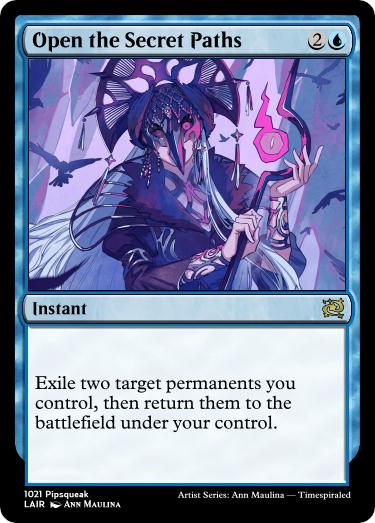 Open the Secret Paths 2
Instant
Exile two target permanents you
control, then return them to the
battlefield under your control.
1021 Pipsqueak
LAIR Ann Maulina
Artist Series: Ann Maulina — Timespiraled